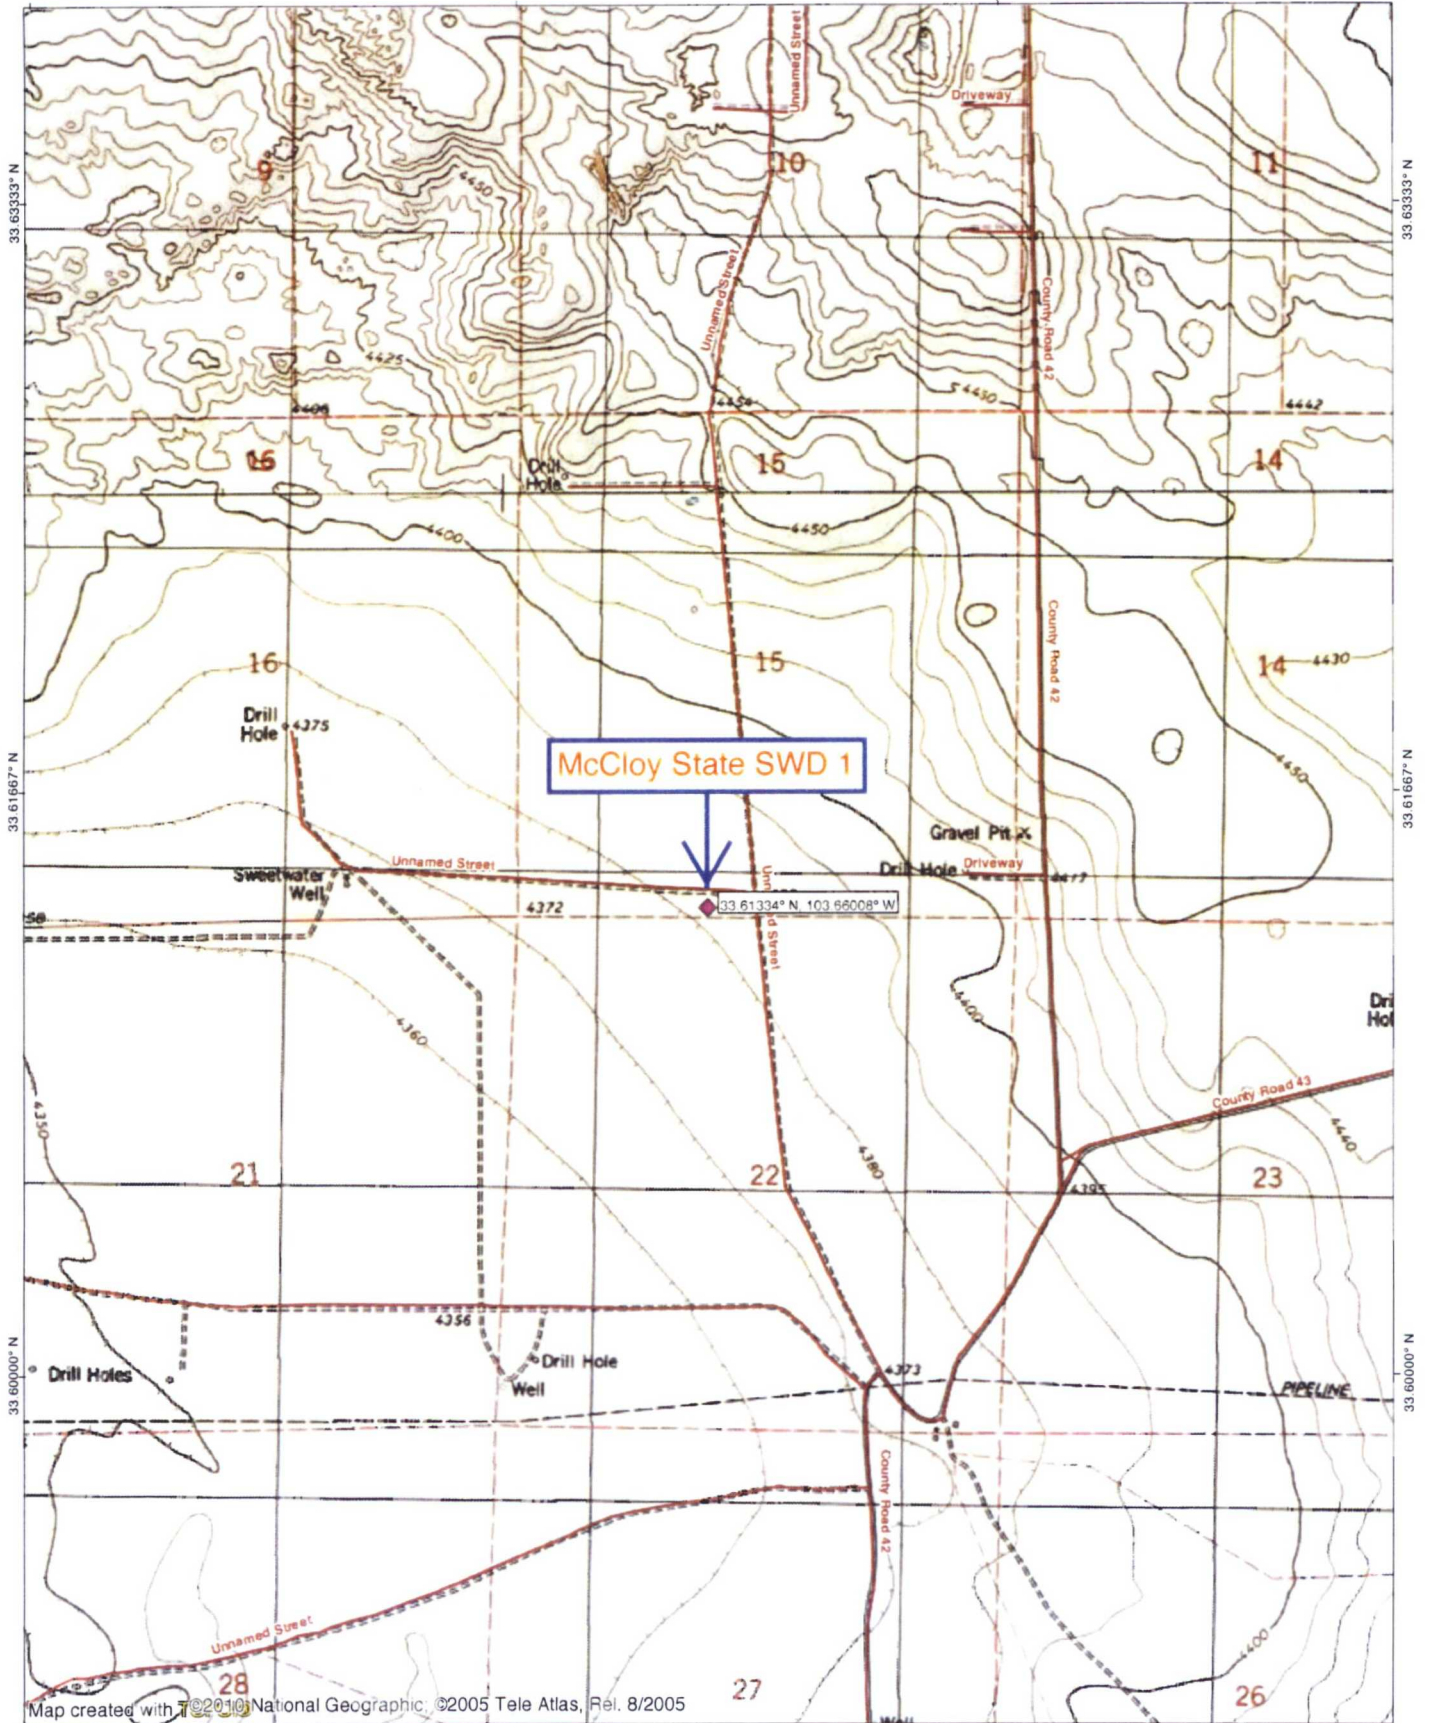 Unnamed Street
Driveway
9
10
11
4450
33.63333° N
33.63333° N
Unnamed Street
County Road 42
4425
4406
4454
4450
4442
16
15
14
Drill
Hole
4400
4450
16
15
14
4430
County Road 42
Drill
Hole
4375
McCloy State SWD 1
4450
33.61667° N
33.61667° N
Gravel Pit
Unnamed Street
Driveway
Drill Hole
4417
Sweetwater
Well
4372
33.61334° N, 103.66008° W
4400
4360
4350
County Road 43
4440
21
22
4380
23
4395
4356
Drill Holes
Drill Hole
Well
4373
PIPELINE
33.60000° N
33.60000° N
County Road 42
Unnamed Street
4400
28
27
26
Map created with ©2010 National Geographic; ©2005 Tele Atlas, Rel. 8/2005
Well